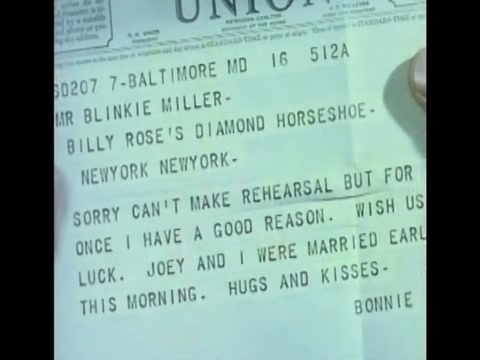 UNION
STANDARD TIME
SD207 7-BALTIMORE MD 16 512A
MR BLINKIE MILLER-
BILLY ROSE'S DIAMOND HORSESHOE-
NEWYORK NEWYORK-
SORRY CAN'T MAKE REHEARSAL BUT FOR
ONCE I HAVE A GOOD REASON. WISH US
LUCK. JOEY AND I WERE MARRIED EARL
THIS MORNING. HUGS AND KISSES-
BONNIE